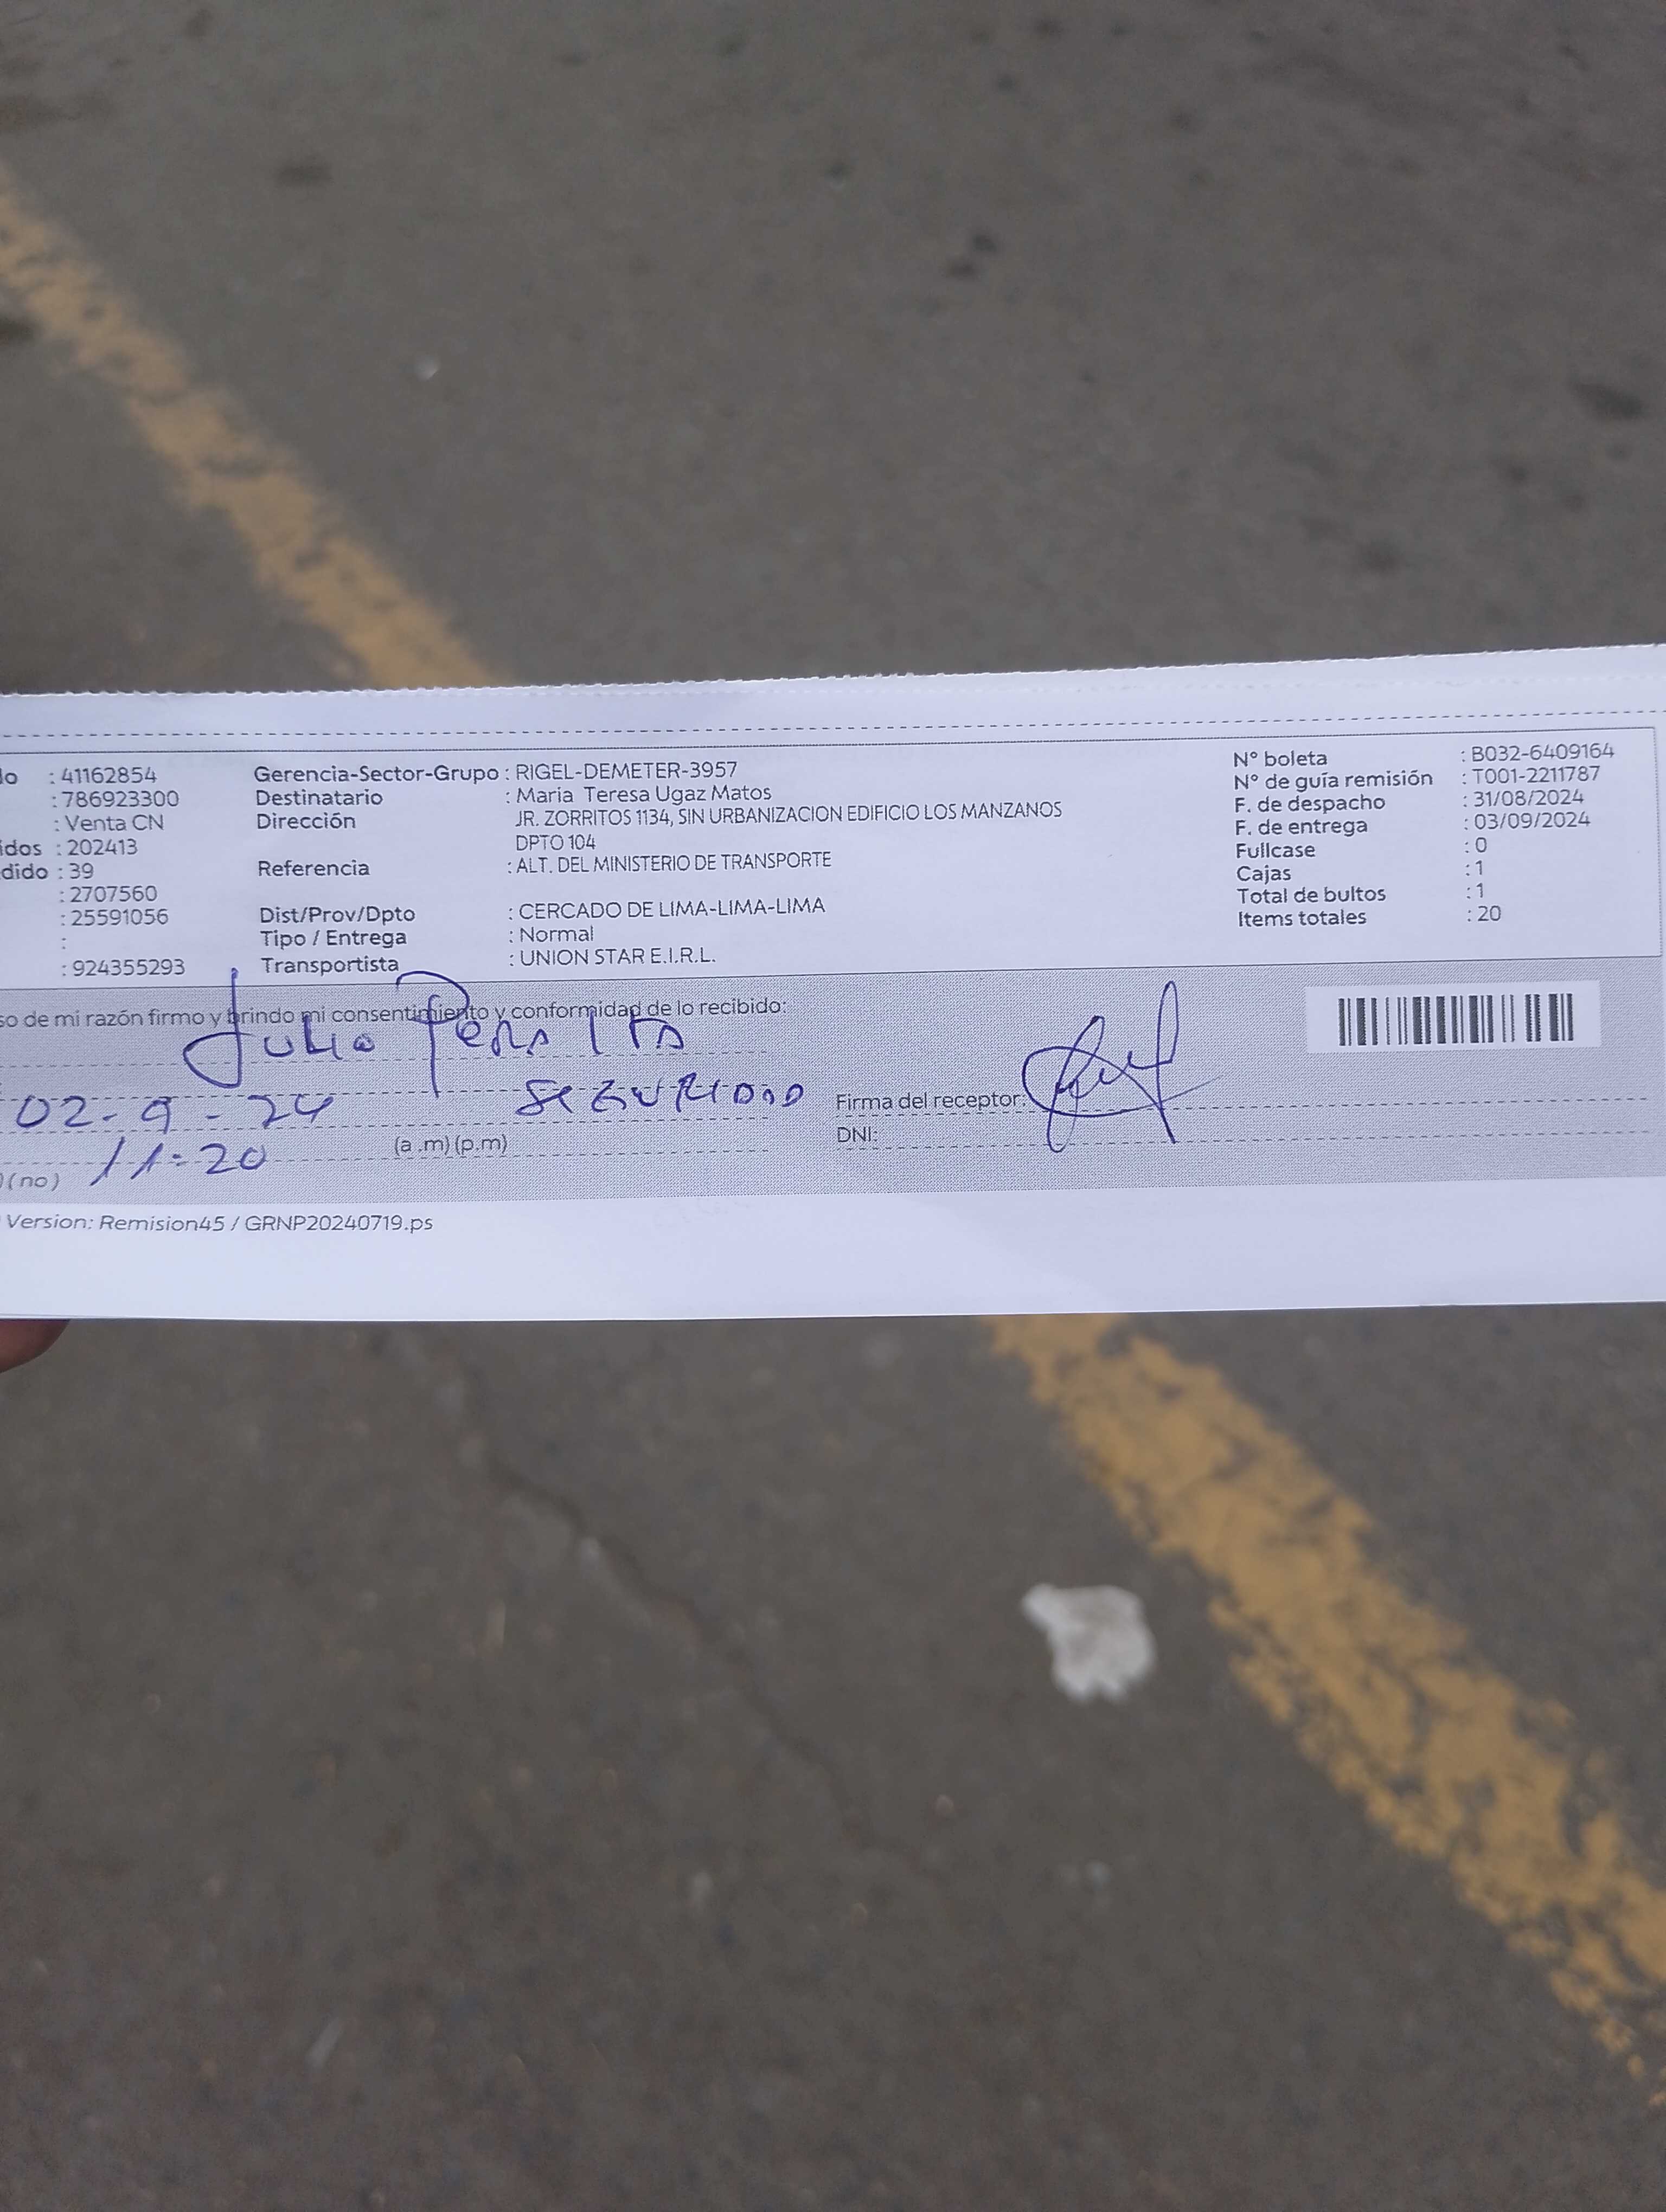 do : 41162854
: 786923300
: Venta CN
idos : 202413
dido : 39
: 2707560
: 25591056
:
: 924355293
Gerencia-Sector-Grupo : RIGEL-DEMETER-3957
Destinatario : Maria Teresa Ugaz Matos
Dirección JR. ZORRITOS 1134, SIN URBANIZACION EDIFICIO LOS MANZANOS
DPTO 104
Referencia : ALT. DEL MINISTERIO DE TRANSPORTE
Dist/Prov/Dpto : CERCADO DE LIMA-LIMA-LIMA
Tipo / Entrega : Normal
Transportista : UNION STAR E.I.R.L.
N° boleta : B032-6409164
N° de guía remisión : T001-2211787
F. de despacho : 31/08/2024
F. de entrega : 03/09/2024
Fullcase : 0
Cajas : 1
Total de bultos : 1
Items totales : 20
so de mi razón firmo y brindo mi consentimiento y conformidad de lo recibido:
Julio Peralta
02-9-24 SEGURIDAD
11:20 (a.m) (p.m)
) (no)
Firma del receptor:
DNI:
Version: Remision45 / GRNP20240719.ps